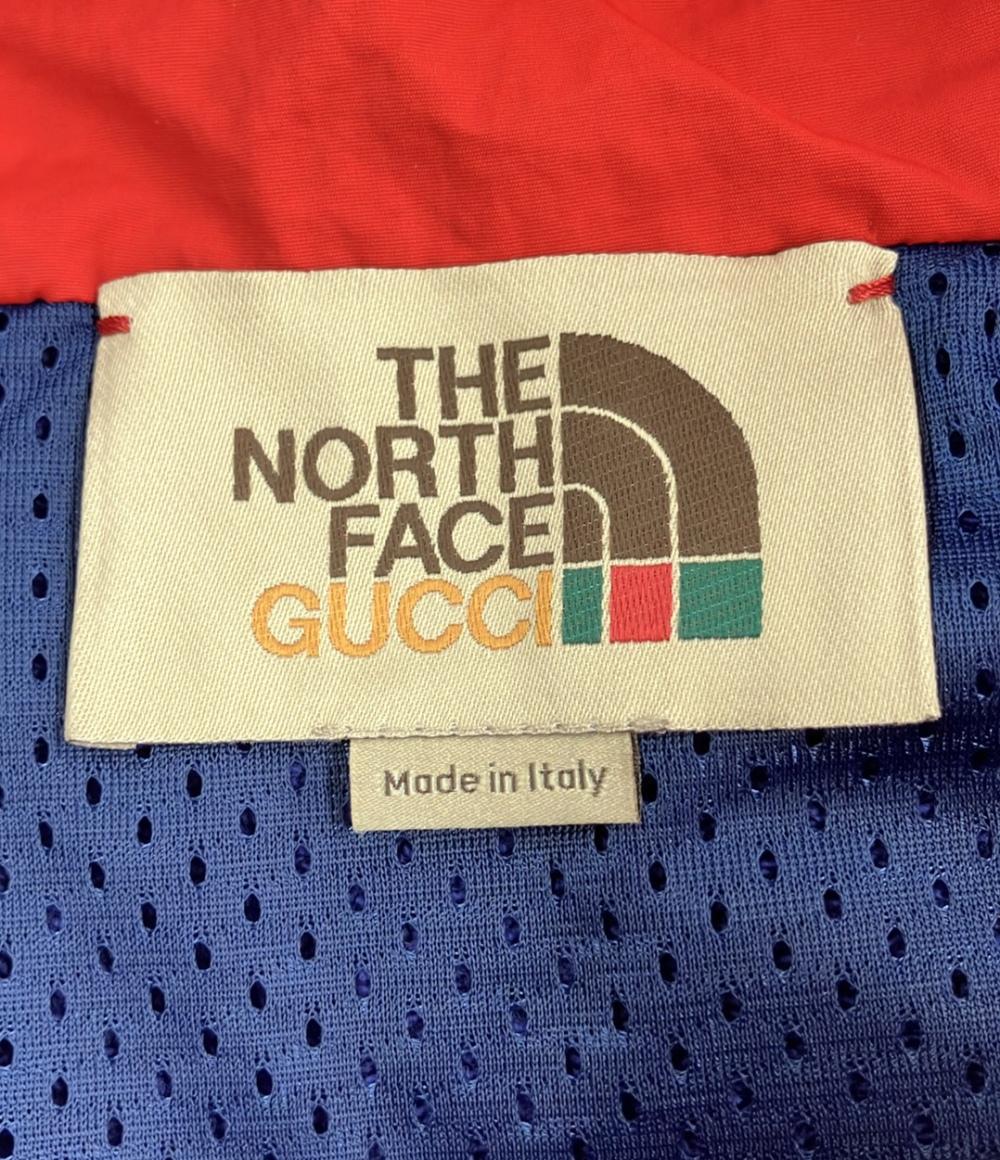 THE
NORTH
FACE
GUCCI
Made in Italy